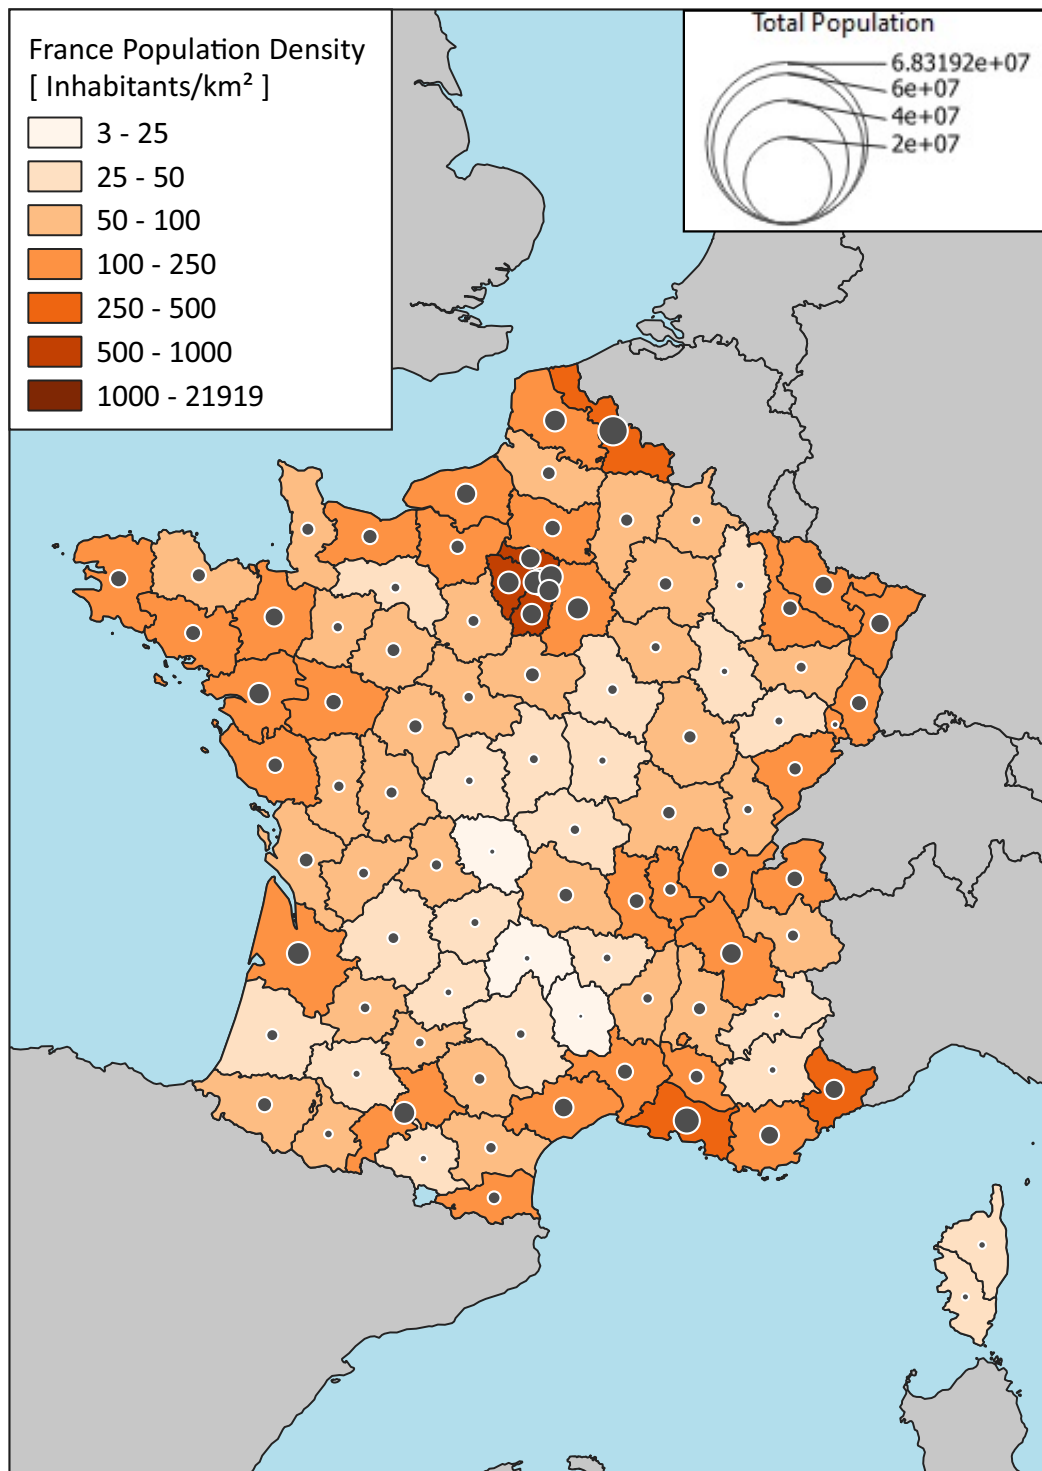 France Population Density
[ Inhabitants/km² ]
3 - 25
25 - 50
50 - 100
100 - 250
250 - 500
500 - 1000
1000 - 21919
Total Population
6.83192e+07
6e+07
4e+07
2e+07